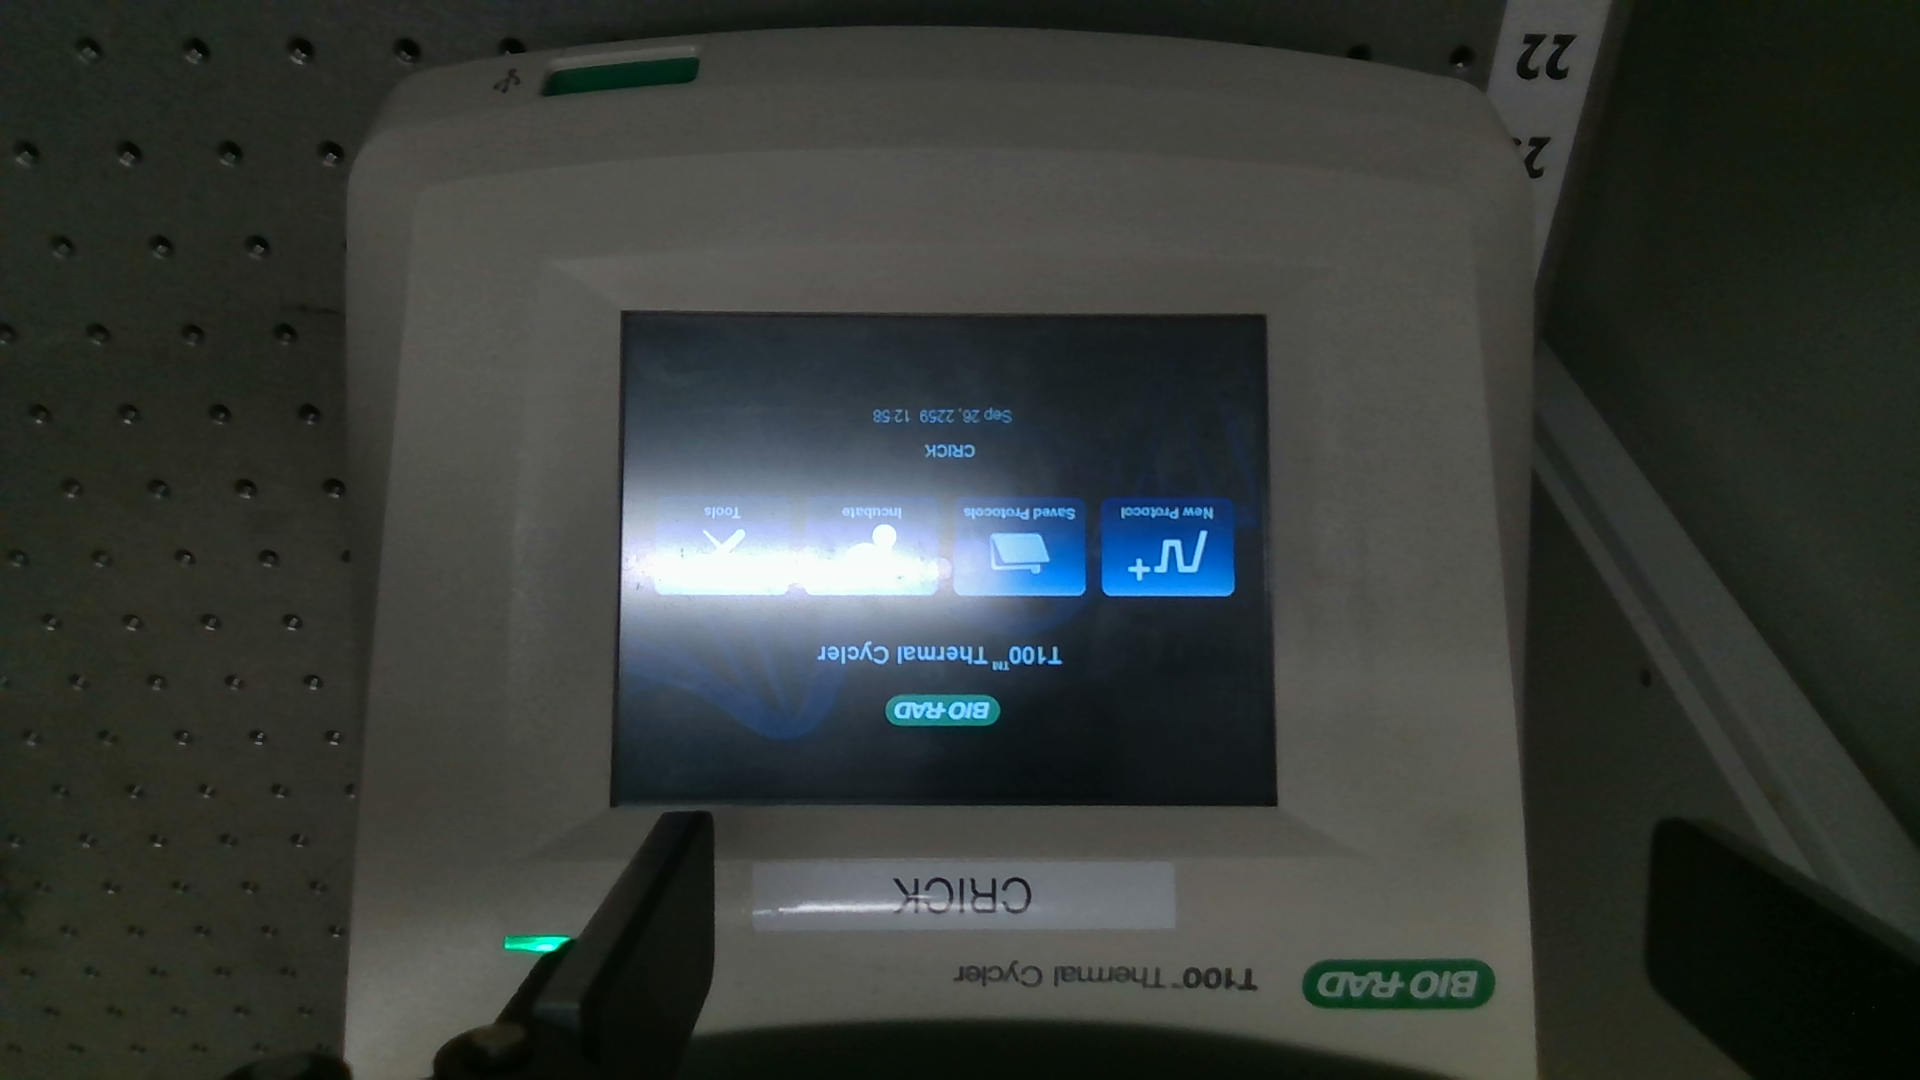 BIO-RAD
T100™ Thermal Cycler
CRICK
BIO-RAD
T100™ Thermal Cycler
New Protocol
Saved Protocols
Incubate
Tools
CRICK
Sep 26, 2259 12:58
22